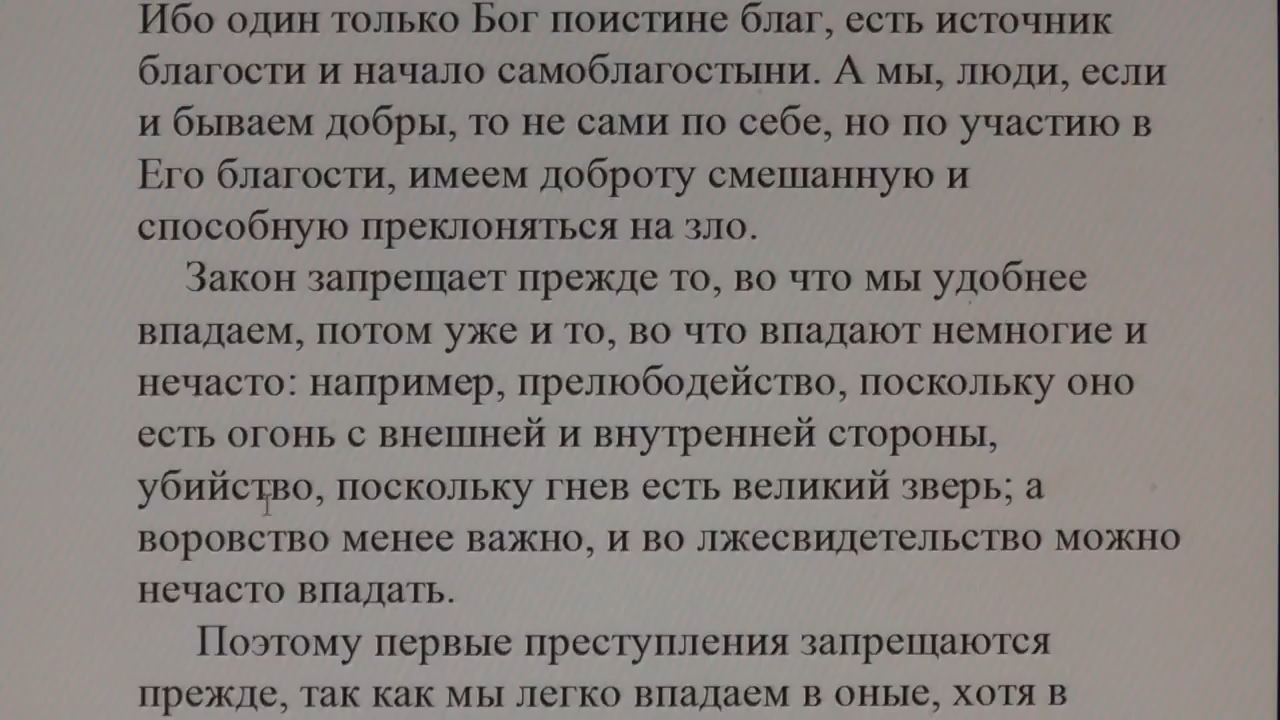 Ибо один только Бог поистине благ, есть источник
благости и начало самоблагостыни. А мы, люди, если
и бываем добры, то не сами по себе, но по участию в
Его благости, имеем доброту смешанную и
способную преклоняться на зло.
Закон запрещает прежде то, во что мы удобнее
впадаем, потом уже и то, во что впадают немногие и
нечасто: например, прелюбодейство, поскольку оно
есть огонь с внешней и внутренней стороны,
убийство, поскольку гнев есть великий зверь; а
воровство менее важно, и во лжесвидетельство можно
нечасто впадать.
Поэтому первые преступления запрещаются
прежде, так как мы легко впадаем в оные, хотя в